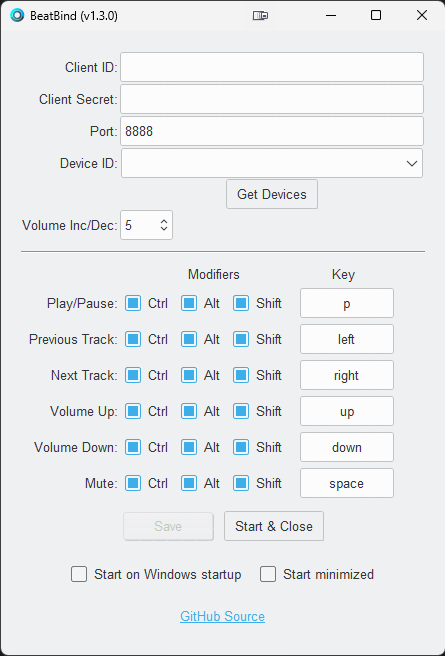 BeatBind (v1.3.0)
Client ID:
Client Secret:
Port: 8888
Device ID:
Get Devices
Volume Inc/Dec: 5
Modifiers Key
Play/Pause: Ctrl Alt Shift p
Previous Track: Ctrl Alt Shift left
Next Track: Ctrl Alt Shift right
Volume Up: Ctrl Alt Shift up
Volume Down: Ctrl Alt Shift down
Mute: Ctrl Alt Shift space
Save Start & Close
Start on Windows startup Start minimized
GitHub Source